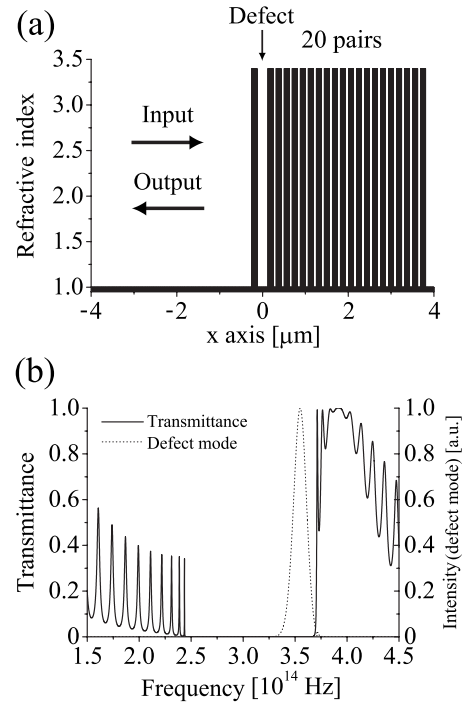 (a)
Defect
20 pairs
3.5
3.0
2.5
2.0
1.5
1.0
Refractive index
Input
Output
-4
-2
0
2
4
x axis [μm]
(b)
1.0
0.8
0.6
0.4
0.2
0
Transmittance
Transmittance
Defect mode
1.0
0.8
0.6
0.4
0.2
0
Intensity (defect mode) [a.u.]
1.5
2.0
2.5
3.0
3.5
4.0
4.5
Frequency [10¹⁴ Hz]